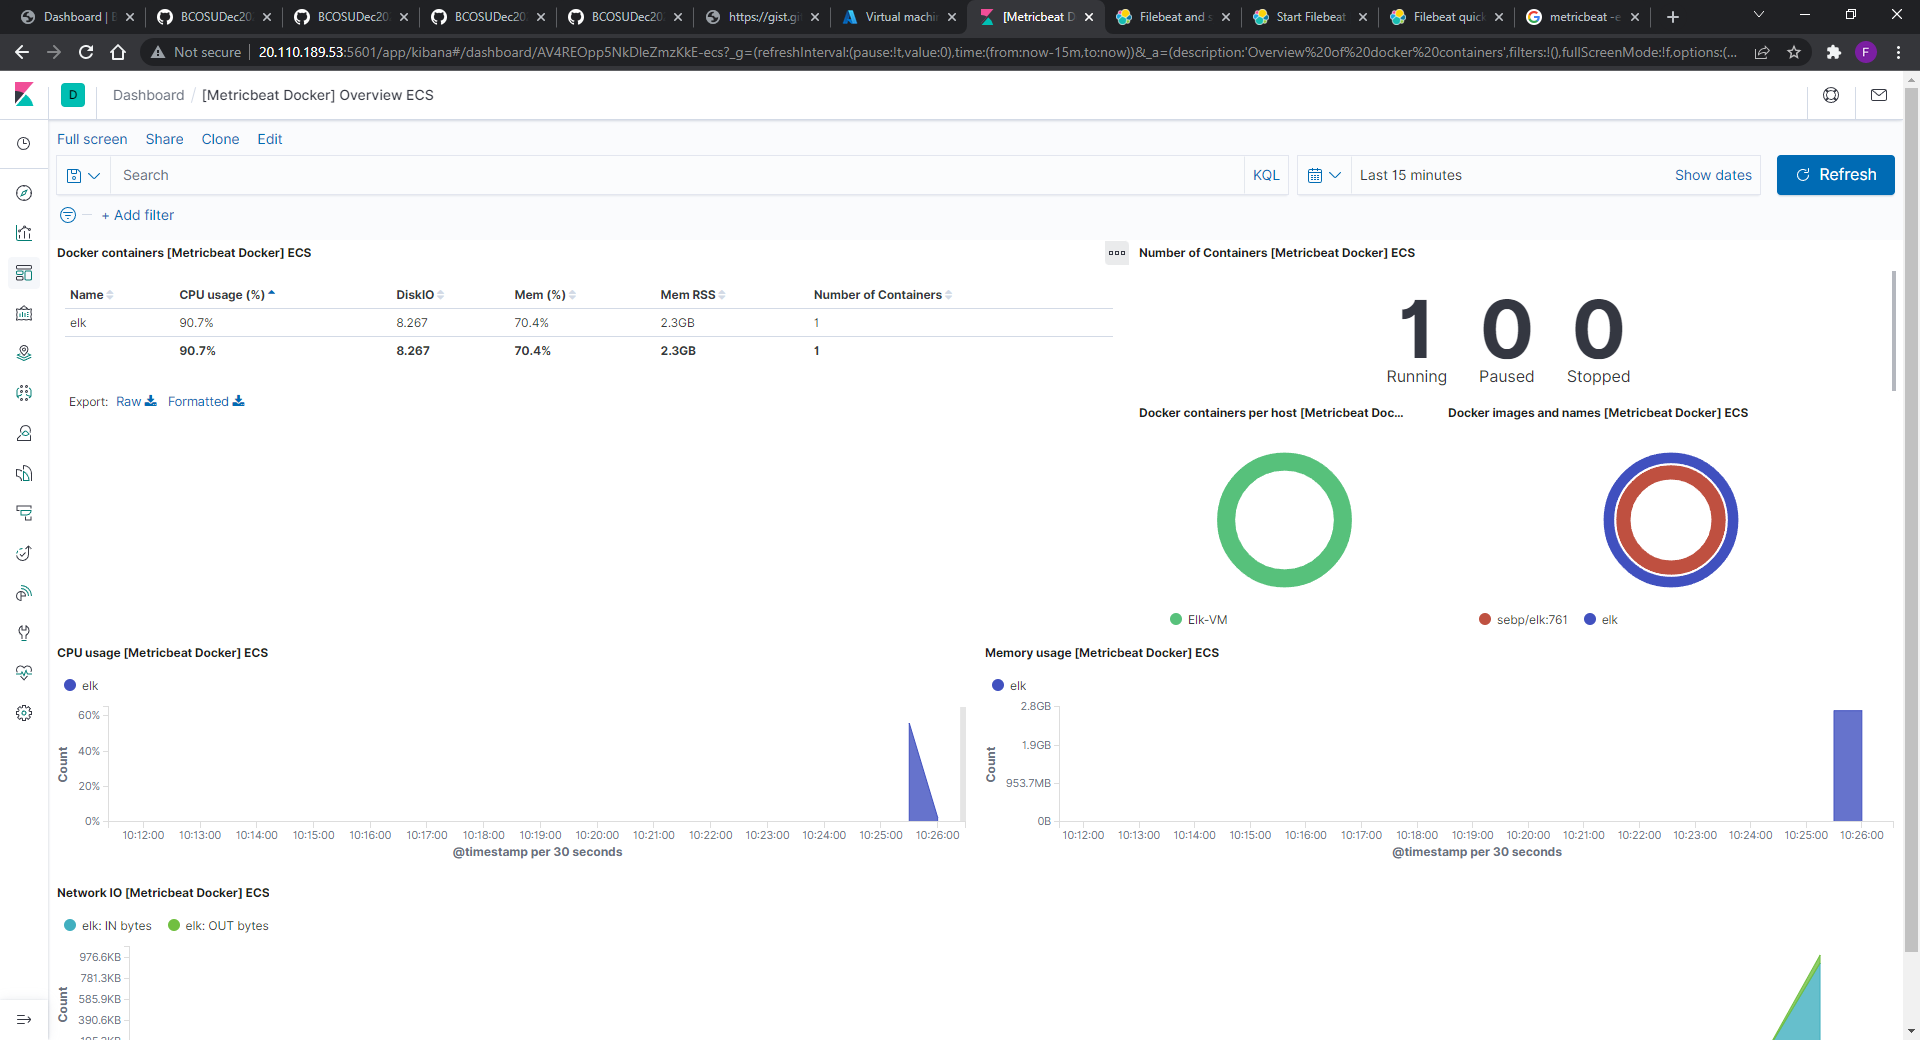 Dashboard | B
BCOSUDec20
BCOSUDec20
BCOSUDec20
BCOSUDec20
https://gist.gi
Virtual machin
[Metricbeat D
Filebeat and s
Start Filebeat
Filebeat quick
metricbeat -e
Not secure
20.110.189.53:5601/app/kibana#/dashboard/AV4REOpp5NkDleZmzKkE-ecs?_g=(refreshInterval:(pause:!t,value:0),time:(from:now-15m,to:now))&_a=(description:'Overview%20of%20docker%20containers',filters:!(),fullScreenMode:!f,options:(...
F
D
Dashboard / [Metricbeat Docker] Overview ECS
Full screen Share Clone Edit
Search
KQL
Last 15 minutes
Show dates
Refresh
+ Add filter
Docker containers [Metricbeat Docker] ECS
Name CPU usage (%) DiskIO Mem (%) Mem RSS Number of Containers
elk 90.7% 8.267 70.4% 2.3GB 1
90.7% 8.267 70.4% 2.3GB 1
Export: Raw Formatted
Number of Containers [Metricbeat Docker] ECS
1 0 0
Running Paused Stopped
Docker containers per host [Metricbeat Doc...
Elk-VM
Docker images and names [Metricbeat Docker] ECS
sebp/elk:761 elk
CPU usage [Metricbeat Docker] ECS
elk
60%
40%
20%
0%
Count
10:12:00 10:13:00 10:14:00 10:15:00 10:16:00 10:17:00 10:18:00 10:19:00 10:20:00 10:21:00 10:22:00 10:23:00 10:24:00 10:25:00 10:26:00
@timestamp per 30 seconds
Memory usage [Metricbeat Docker] ECS
elk
2.8GB
1.9GB
953.7MB
0B
Count
10:12:00 10:13:00 10:14:00 10:15:00 10:16:00 10:17:00 10:18:00 10:19:00 10:20:00 10:21:00 10:22:00 10:23:00 10:24:00 10:25:00 10:26:00
@timestamp per 30 seconds
Network IO [Metricbeat Docker] ECS
elk: IN bytes elk: OUT bytes
976.6KB
781.3KB
585.9KB
390.6KB
Count